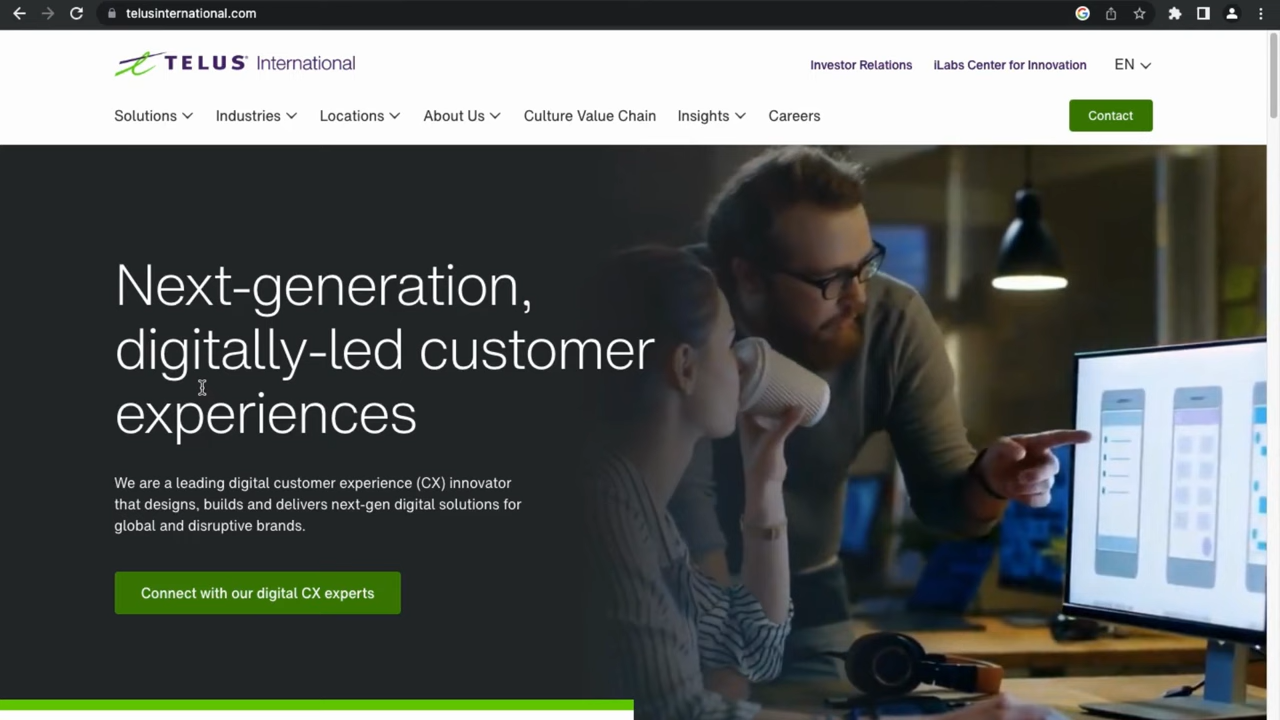 telusinternational.com
TELUS® International
Investor Relations
iLabs Center for Innovation
EN
Solutions
Industries
Locations
About Us
Culture Value Chain
Insights
Careers
Contact
Next-generation,
digitally-led customer
experiences
We are a leading digital customer experience (CX) innovator
that designs, builds and delivers next-gen digital solutions for
global and disruptive brands.
Connect with our digital CX experts